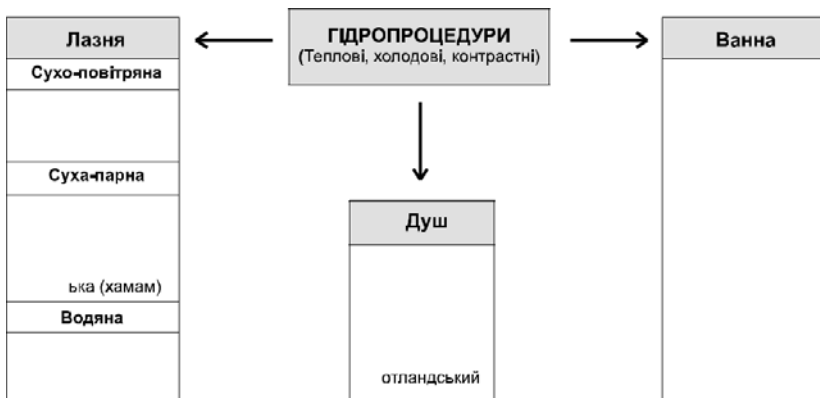 ГІДРОПРОЦЕДУРИ
(Теплові, холодові, контрастні)
Лазня
Сухо-повітряна
Суха-парна
ька (хамам)
Водяна
Душ
отландський
Ванна